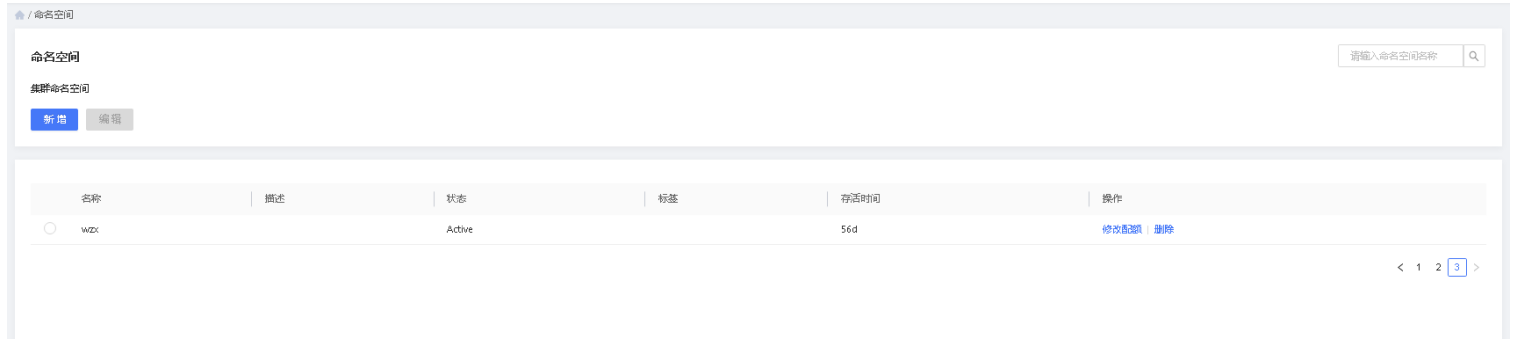 / 命名空间
命名空间
请输入命名空间名称
集群命名空间
新增 编辑
名称 描述 状态 标签 存活时间 操作
wzx Active 56d 修改配额 删除
< 1 2 3 >